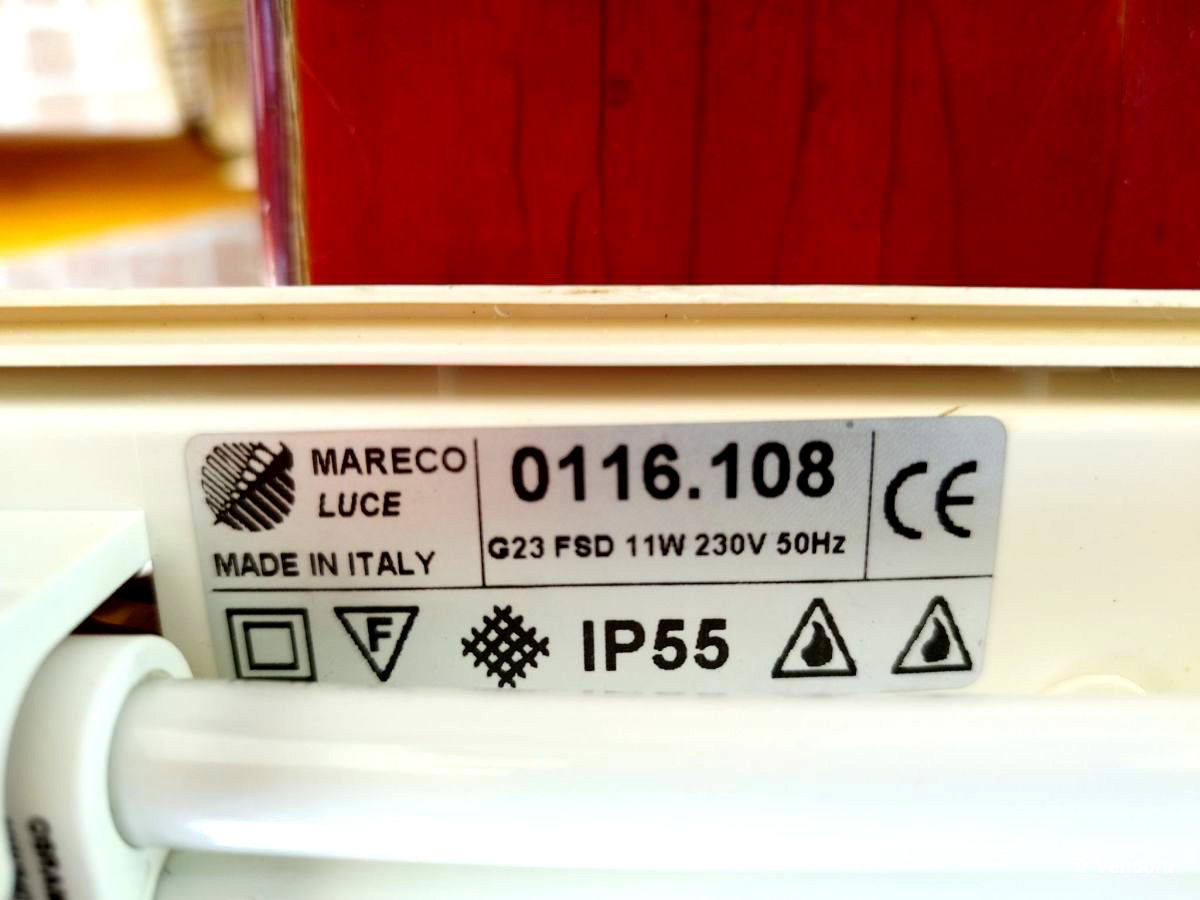 MARECO
LUCE
MADE IN ITALY
0116.108
G23 FSD 11W 230V 50Hz
CE
F
IP55